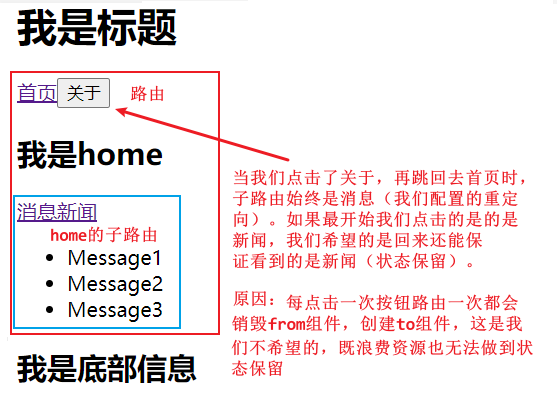 我是标题
首页 关于 路由
我是home
当我们点击了关于，再跳回去首页时，
子路由始终是消息（我们配置的重定
向）。如果最开始我们点击的是的是
新闻，我们希望的是回来还能保
证看到的是新闻（状态保留）。
消息新闻
home的子路由
• Message1
• Message2
• Message3
原因：每点击一次按钮路由一次都会
销毁from组件，创建to组件，这是我
们不希望的，既浪费资源也无法做到状
态保留
我是底部信息